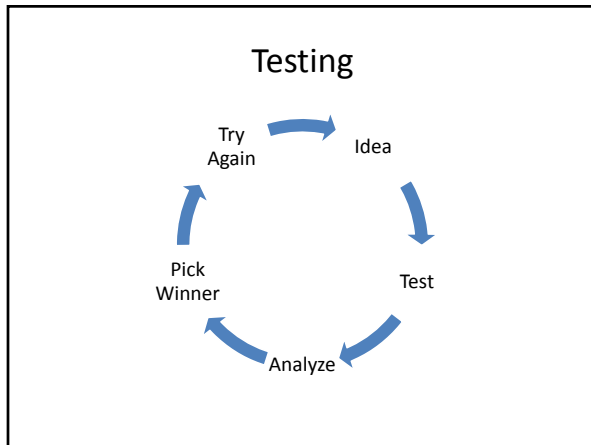 Testing
Idea
Test
Analyze
Pick
Winner
Try
Again